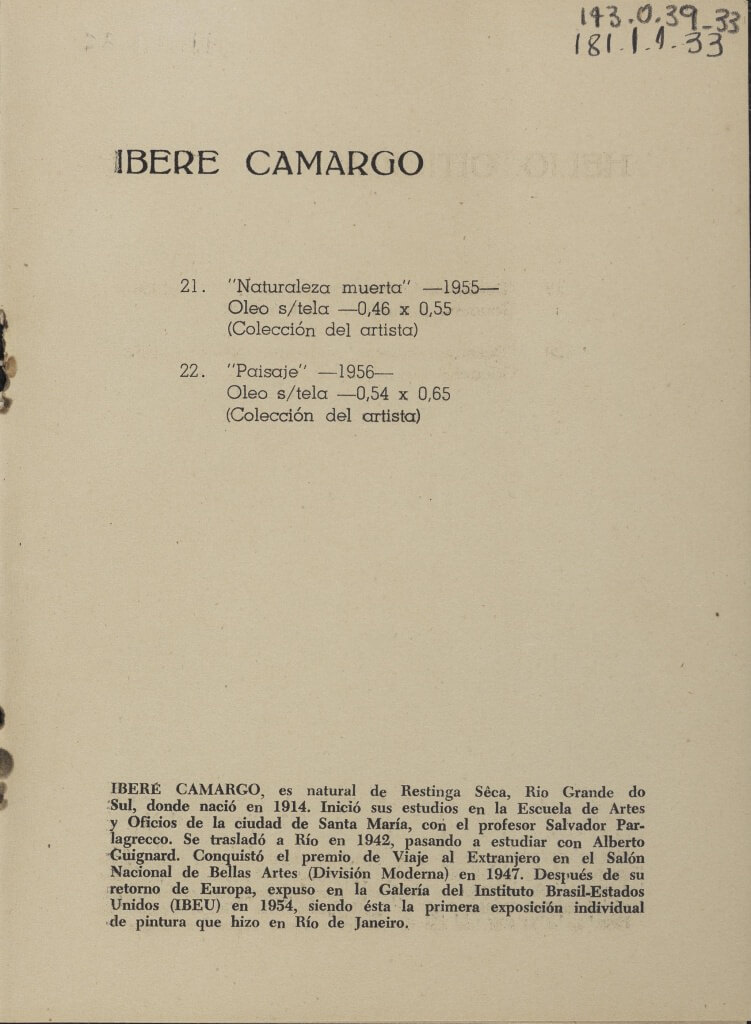 143.0.39_33
181.1.1.33
IBERE CAMARGO
21. "Naturaleza muerta" —1955—
Oleo s/tela —0,46 x 0,55
(Colección del artista)
22. "Paisaje" —1956—
Oleo s/tela —0,54 x 0,65
(Colección del artista)
IBERÉ CAMARGO, es natural de Restinga Sêca, Rio Grande do
Sul, donde nació en 1914. Inició sus estudios en la Escuela de Artes
y Oficios de la ciudad de Santa María, con el profesor Salvador Par-
lagrecco. Se trasladó a Río en 1942, pasando a estudiar con Alberto
Guignard. Conquistó el premio de Viaje al Extranjero en el Salón
Nacional de Bellas Artes (División Moderna) en 1947. Después de su
retorno de Europa, expuso en la Galería del Instituto Brasil-Estados
Unidos (IBEU) en 1954, siendo ésta la primera exposición individual
de pintura que hizo en Río de Janeiro.